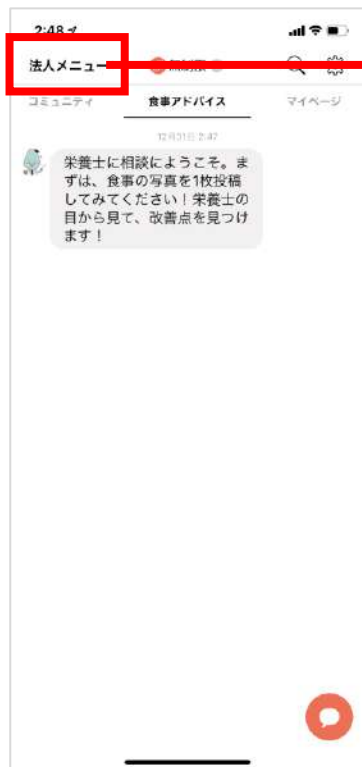 2:48
法人メニュー
コミュニティ
食事アドバイス
マイページ
12月31日 2:47
栄養士に相談にようこそ。ま
ずは、食事の写真を1枚投稿
してみてください！栄養士の
目から見て、改善点を見つけ
ます！